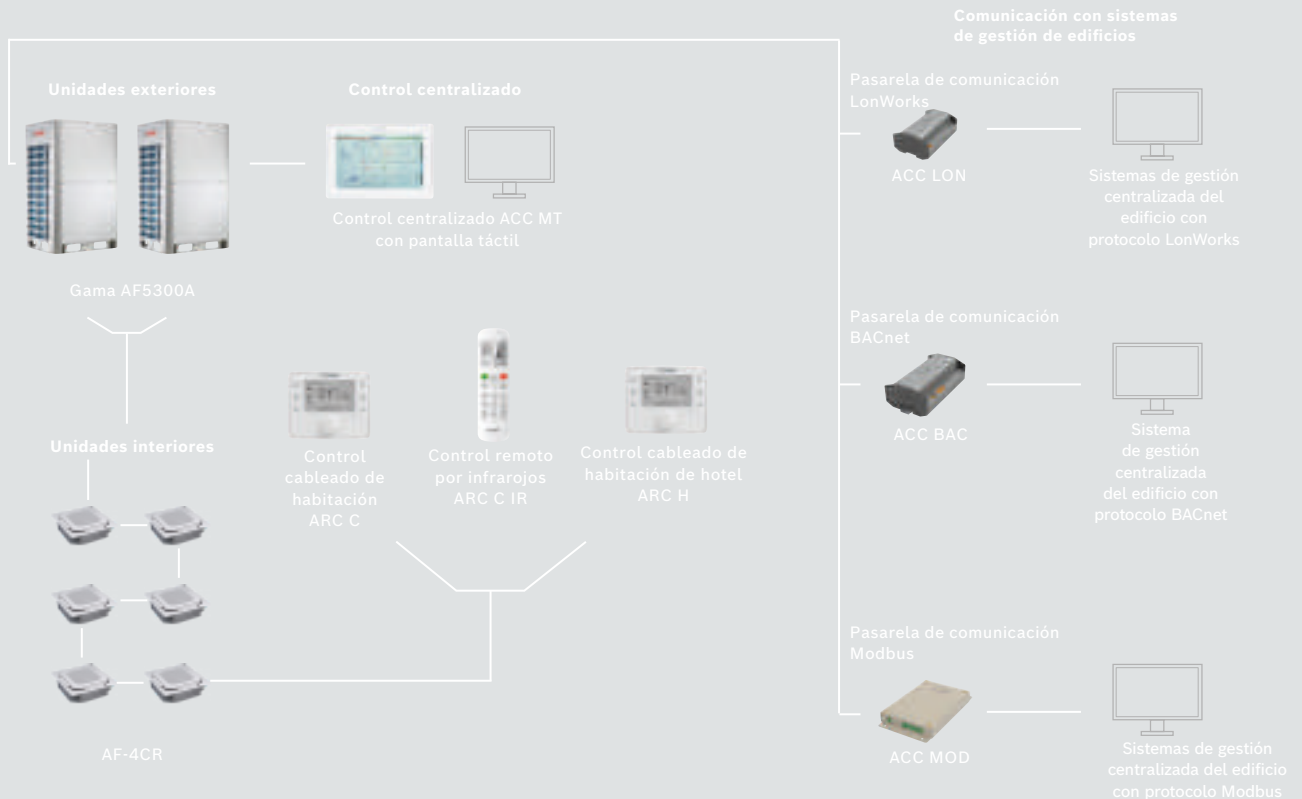 Comunicación con sistemas
de gestión de edificios
Unidades exteriores
Control centralizado
Control centralizado ACC MT
con pantalla táctil
Gama AF5300A
Unidades interiores
AF-4CR
Control
cableado de
habitación
ARC C
Control remoto
por infrarojos
ARC C IR
Control cableado de
habitación de hotel
ARC H
Pasarela de comunicación
LonWorks
ACC LON
Sistemas de gestión
centralizada del
edificio con
protocolo LonWorks
Pasarela de comunicación
BACnet
ACC BAC
Sistema
de gestión
centralizada
del edificio con
protocolo BACnet
Pasarela de comunicación
Modbus
ACC MOD
Sistemas de gestión
centralizada del edificio
con protocolo Modbus